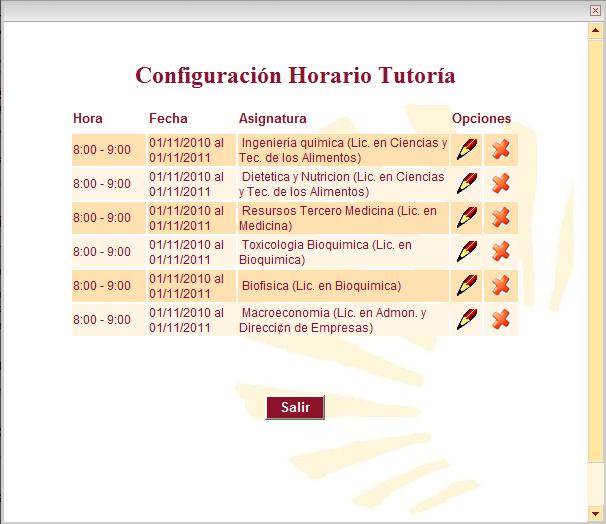 Configuración Horario Tutoría
Hora Fecha Asignatura Opciones
8:00 - 9:00 01/11/2010 al 01/11/2011 Ingenieria quimica (Lic. en Ciencias y Tec. de los Alimentos)
8:00 - 9:00 01/11/2010 al 01/11/2011 Dietetica y Nutricion (Lic. en Ciencias y Tec. de los Alimentos)
8:00 - 9:00 01/11/2010 al 01/11/2011 Resursos Tercero Medicina (Lic. en Medicina)
8:00 - 9:00 01/11/2010 al 01/11/2011 Toxicologia Bioquimica (Lic. en Bioquimica)
8:00 - 9:00 01/11/2010 al 01/11/2011 Biofisica (Lic. en Bioquimica)
8:00 - 9:00 01/11/2010 al 01/11/2011 Macroeconomia (Lic. en Admon. y Dirección de Empresas)
Salir